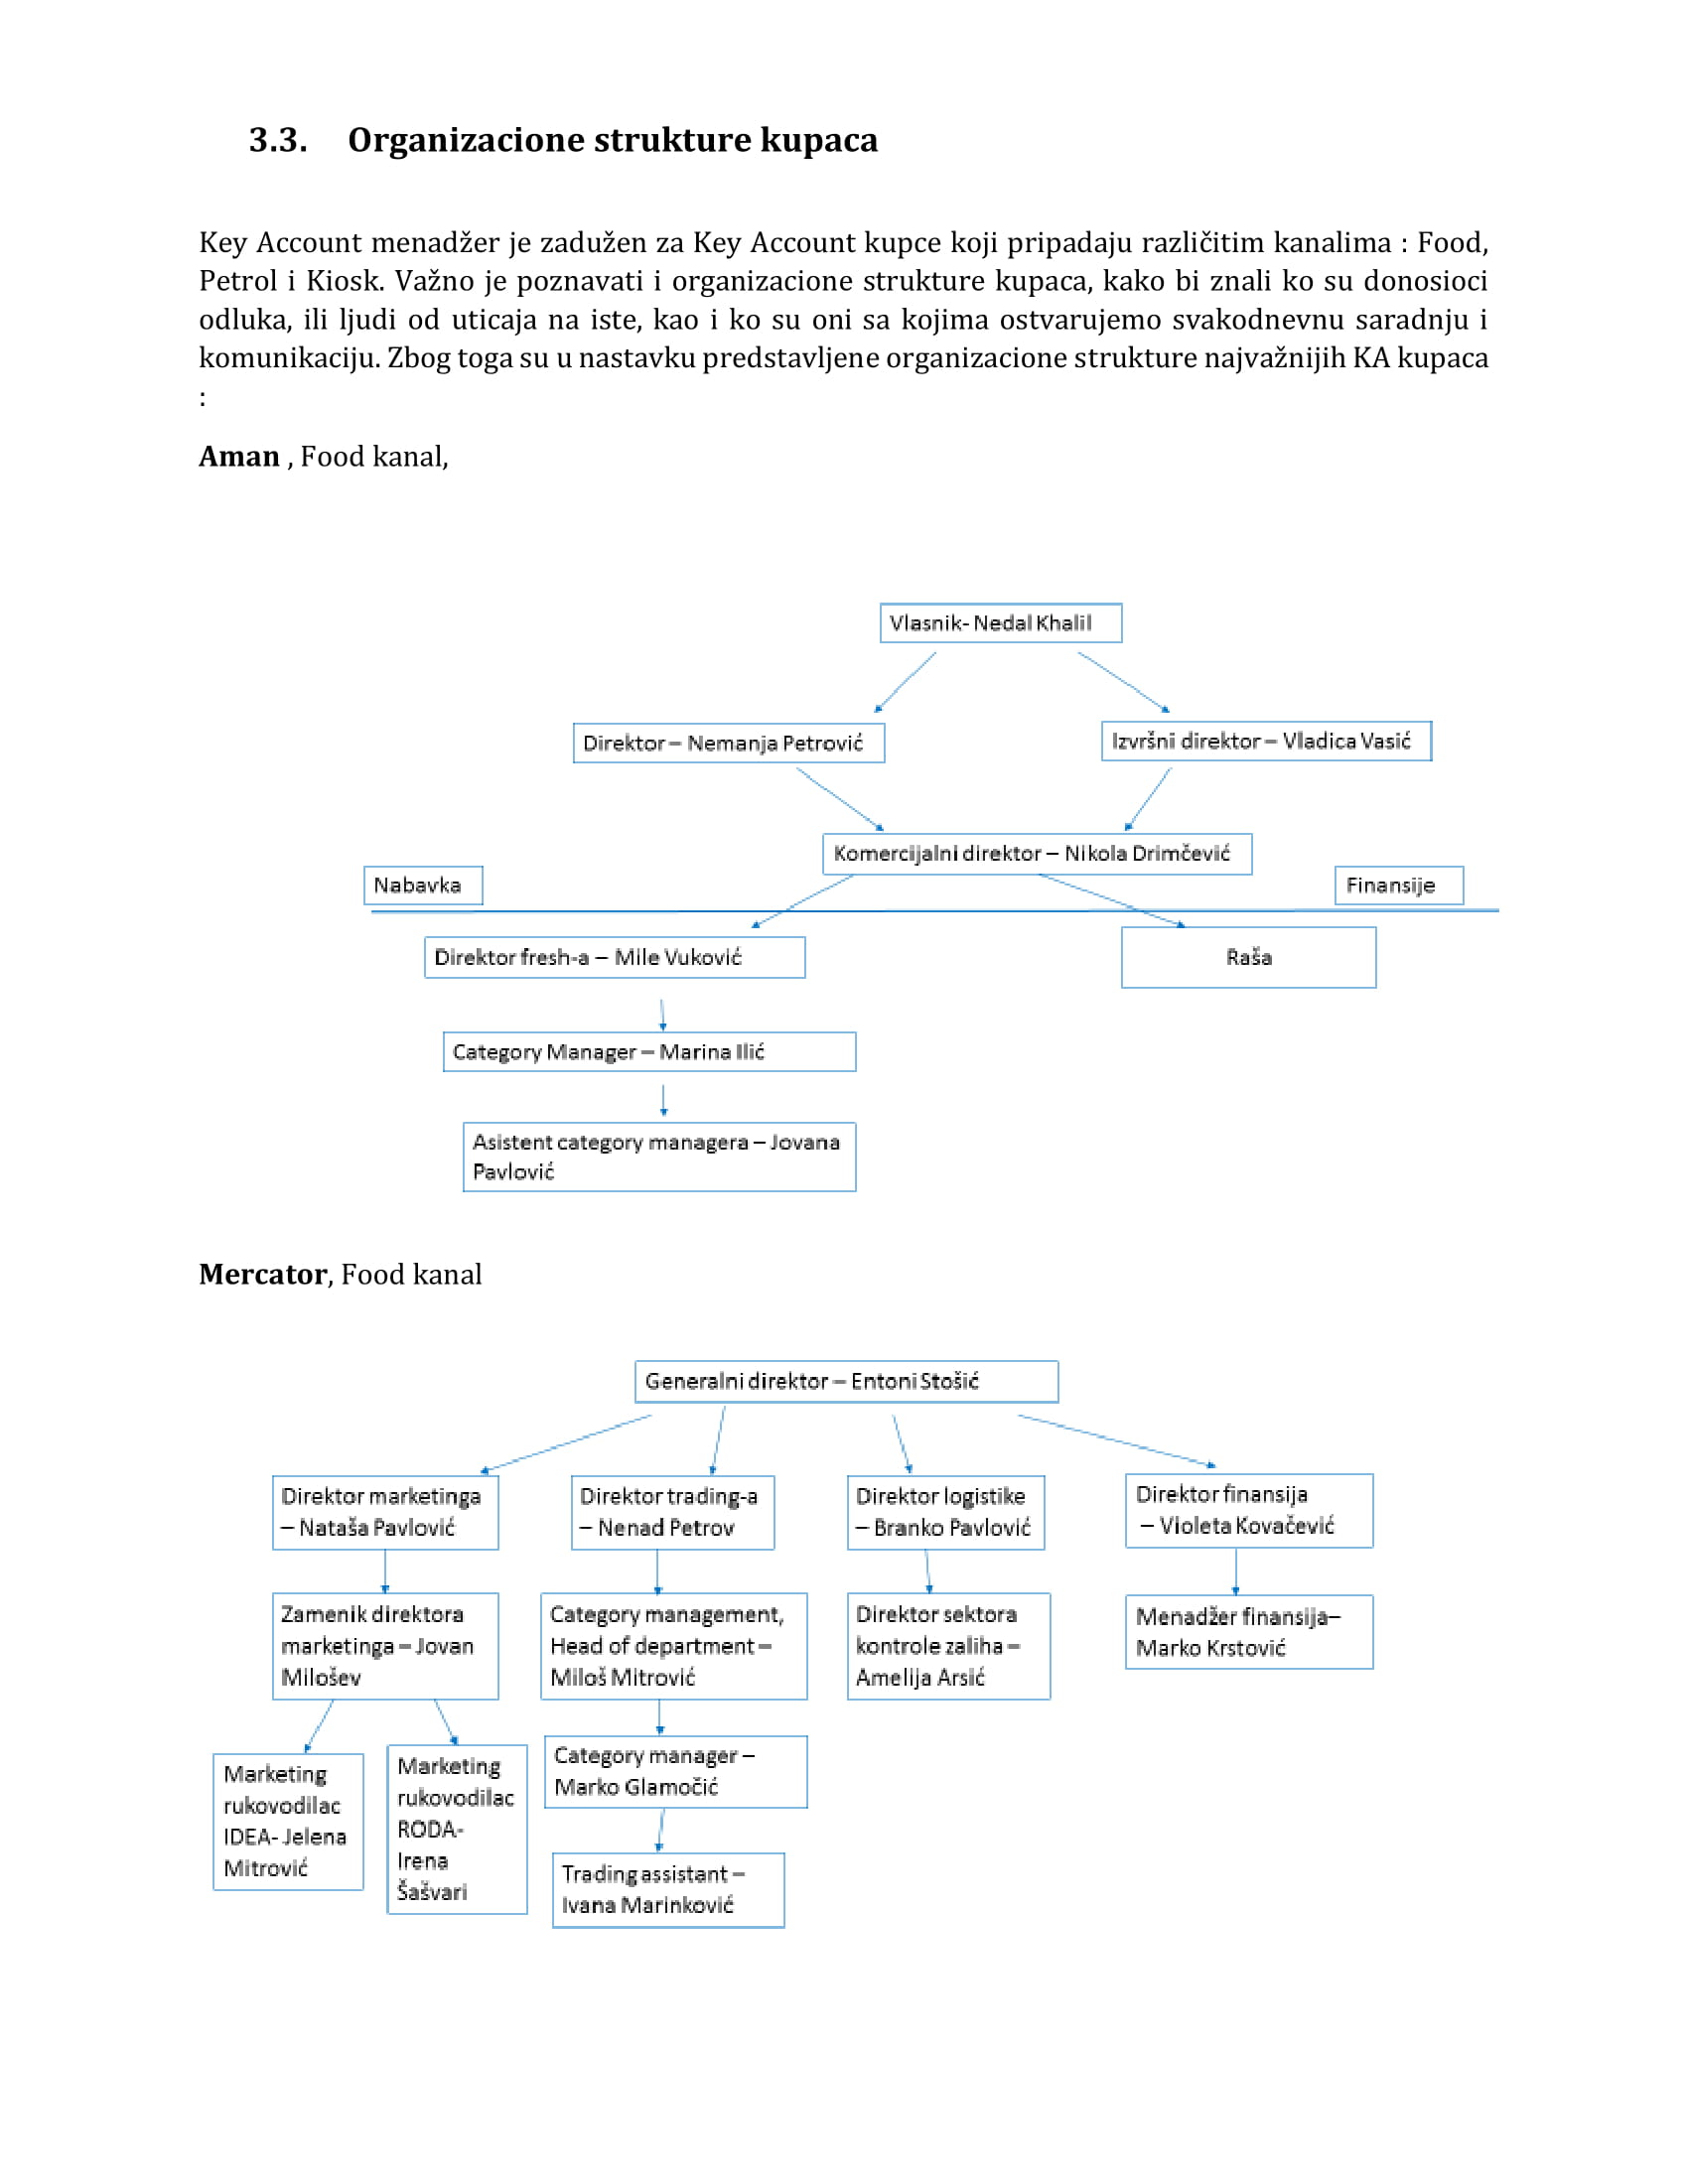 3.3. Organizacione strukture kupaca
Key Account menadžer je zadužen za Key Account kupce koji pripadaju različitim kanalima : Food,
Petrol i Kiosk. Važno je poznavati i organizacione strukture kupaca, kako bi znali ko su donosioci
odluka, ili ljudi od uticaja na iste, kao i ko su oni sa kojima ostvarujemo svakodnevnu saradnju i
komunikaciju. Zbog toga su u nastavku predstavljene organizacione strukture najvažnijih KA kupaca
:
Aman , Food kanal,
Vlasnik- Nedal Khalil
Direktor – Nemanja Petrović
Izvršni direktor – Vladica Vasić
Komercijalni direktor – Nikola Drimčević
Nabavka
Finansije
Direktor fresh-a – Mile Vuković
Raša
Category Manager – Marina Ilić
Asistent category managera – Jovana
Pavlović
Mercator, Food kanal
Generalni direktor – Entoni Stošić
Direktor marketinga
– Nataša Pavlović
Direktor trading-a
– Nenad Petrov
Direktor logistike
– Branko Pavlović
Direktor finansija
– Violeta Kovačević
Zamenik direktora
marketinga – Jovan
Milošev
Category management,
Head of department –
Miloš Mitrović
Direktor sektora
kontrole zaliha –
Amelija Arsić
Menadžer finansija–
Marko Krstović
Marketing
rukovodilac
IDEA- Jelena
Mitrović
Marketing
rukovodilac
RODA-
Irena
Šašvari
Category manager –
Marko Glamočić
Trading assistant –
Ivana Marinković